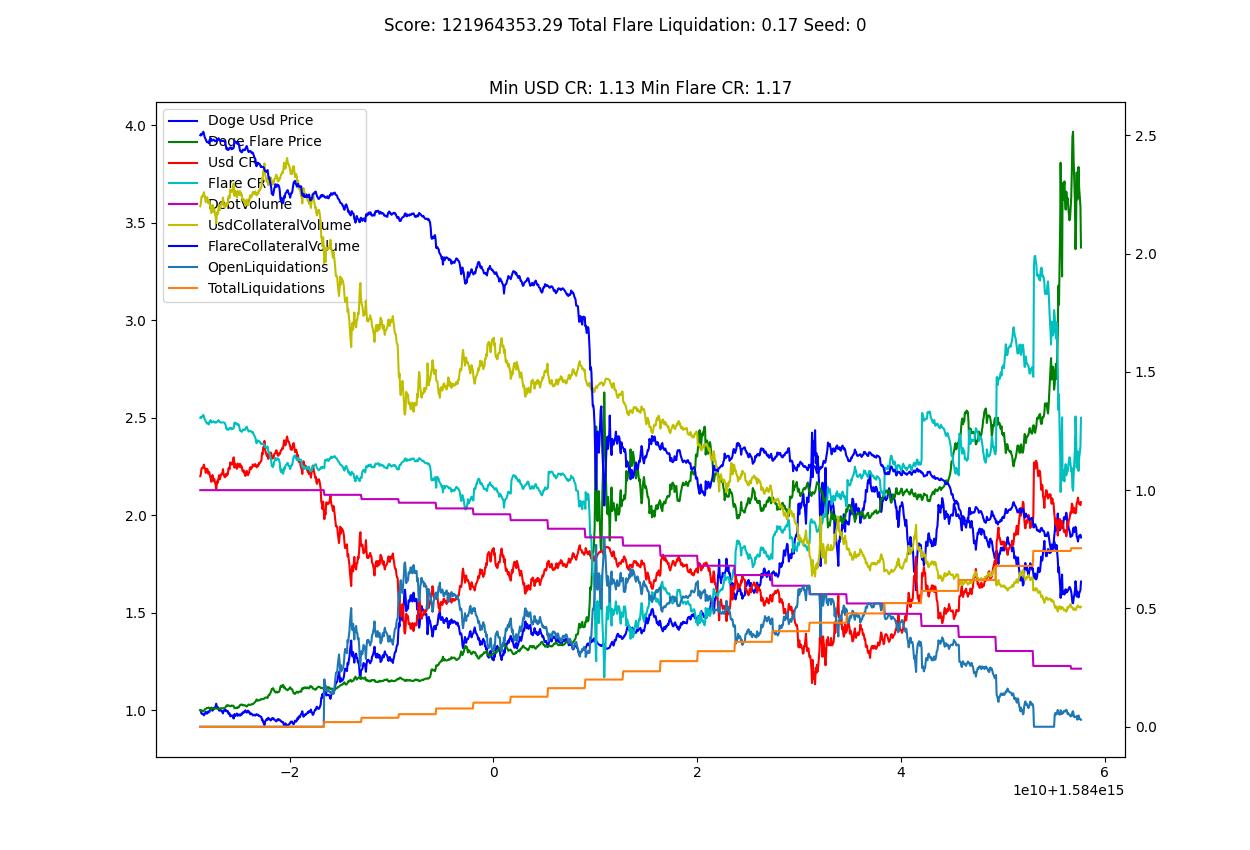 Score: 121964353.29 Total Flare Liquidation: 0.17 Seed: 0
Min USD CR: 1.13 Min Flare CR: 1.17
Doge Usd Price
Doge Flare Price
Usd CR
Flare CR
DebtVolume
UsdCollateralVolume
FlareCollateralVolume
OpenLiquidations
TotalLiquidations
4.0
3.5
3.0
2.5
2.0
1.5
1.0
2.5
2.0
1.5
1.0
0.5
0.0
−2
0
2
4
6
1e10+1.584e15